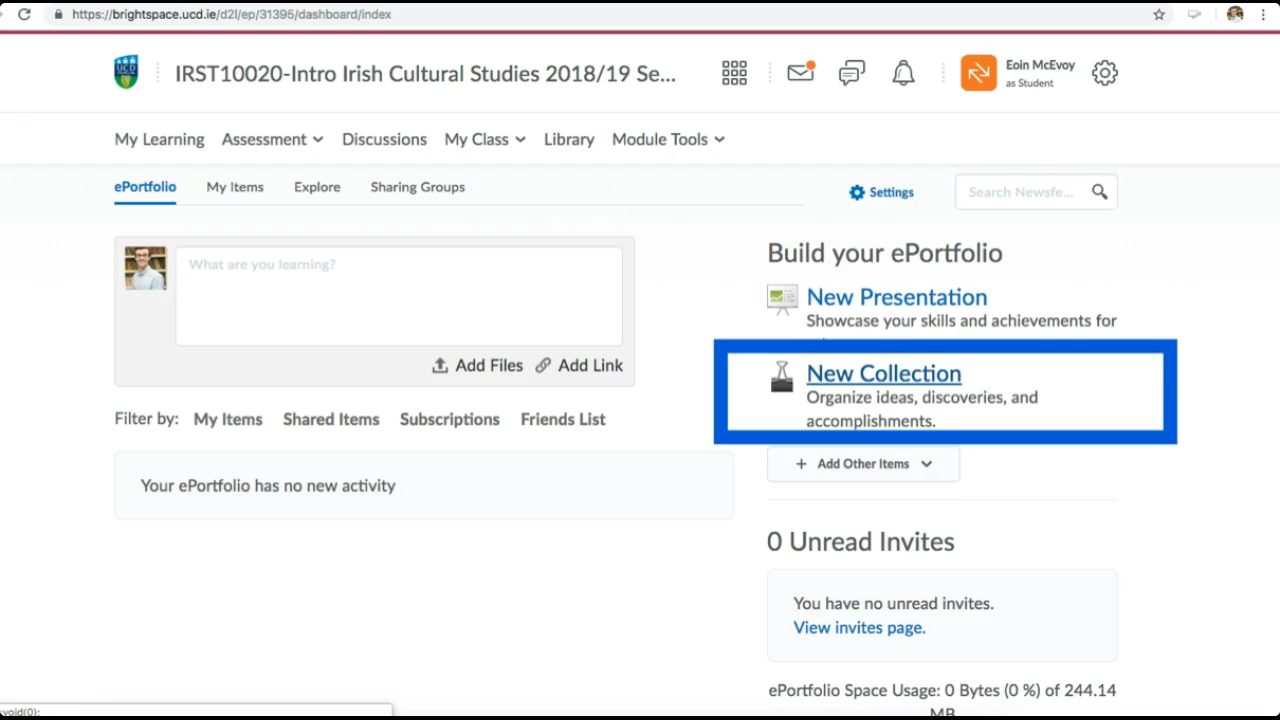 https://brightspace.ucd.ie/d2l/ep/31395/dashboard/index
UCD
IRST10020-Intro Irish Cultural Studies 2018/19 Se...
Eoin McEvoy
as Student
My Learning Assessment Discussions My Class Library Module Tools
ePortfolio My Items Explore Sharing Groups Settings Search Newsfe...
What are you learning?
Add Files Add Link
Filter by: My Items Shared Items Subscriptions Friends List
Your ePortfolio has no new activity
Build your ePortfolio
New Presentation
Showcase your skills and achievements for
New Collection
Organize ideas, discoveries, and
accomplishments.
+ Add Other Items
0 Unread Invites
You have no unread invites.
View invites page.
ePortfolio Space Usage: 0 Bytes (0 %) of 244.14
MB
void(0);